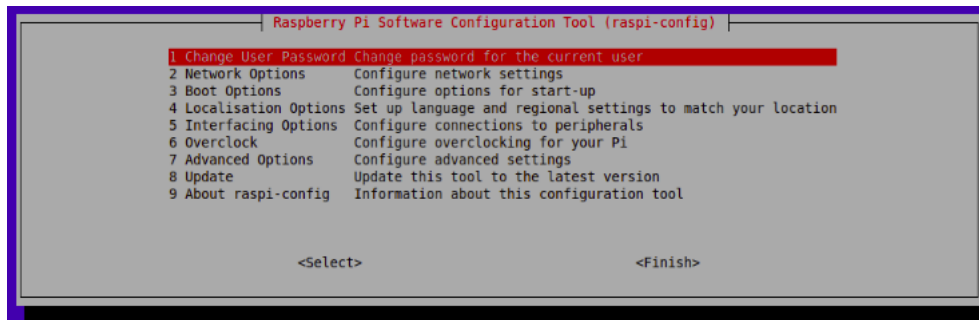 Raspberry Pi Software Configuration Tool (raspi-config)
1 Change User Password Change password for the current user
2 Network Options Configure network settings
3 Boot Options Configure options for start-up
4 Localisation Options Set up language and regional settings to match your location
5 Interfacing Options Configure connections to peripherals
6 Overclock Configure overclocking for your Pi
7 Advanced Options Configure advanced settings
8 Update Update this tool to the latest version
9 About raspi-config Information about this configuration tool
<Select> <Finish>